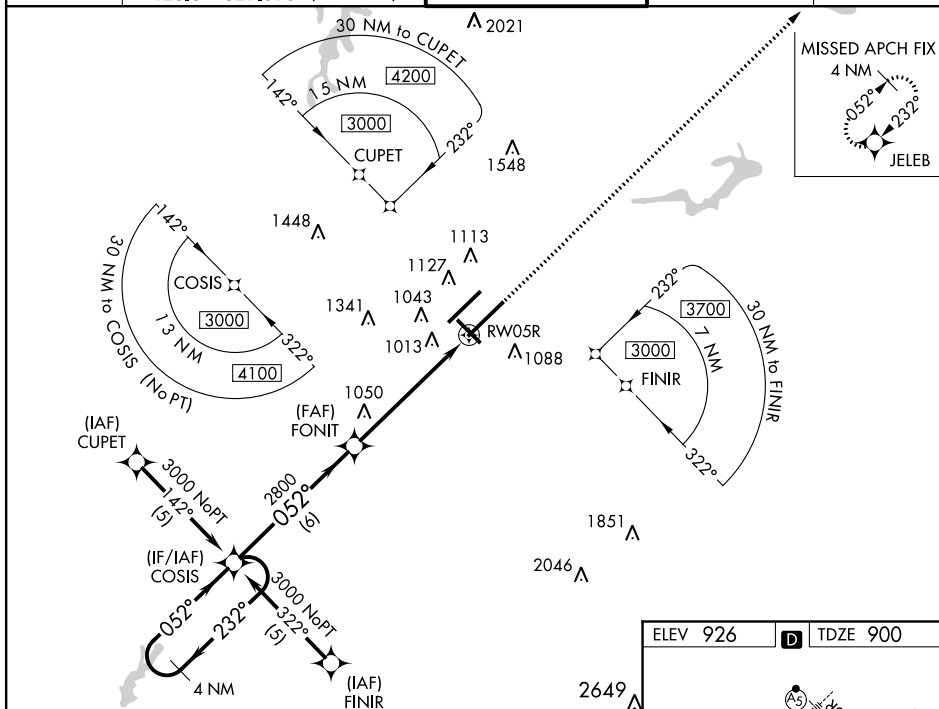 2021
30 NM to CUPET
4200
142°
15 NM
3000
232°
CUPET
1548
MISSED APCH FIX
4 NM
052°
232°
JELEB
1448
142°
30 NM to COSIS (NoPT)
COSIS
13 NM
3000
322°
4100
1113
1127
1341
1043
1013
RW05R
1088
232°
3700
30 NM to FINIR
3000
7 NM
FINIR
322°
1050
(FAF)
FONIT
(IAF)
CUPET
3000 NoPT
142°
(5)
2800
052°
(6)
(IF/IAF)
COSIS
3000 NoPT
322°
(5)
052°
232°
4 NM
(IAF)
FINIR
1851
2046
2649
ELEV 926
D
TDZE 900
A5